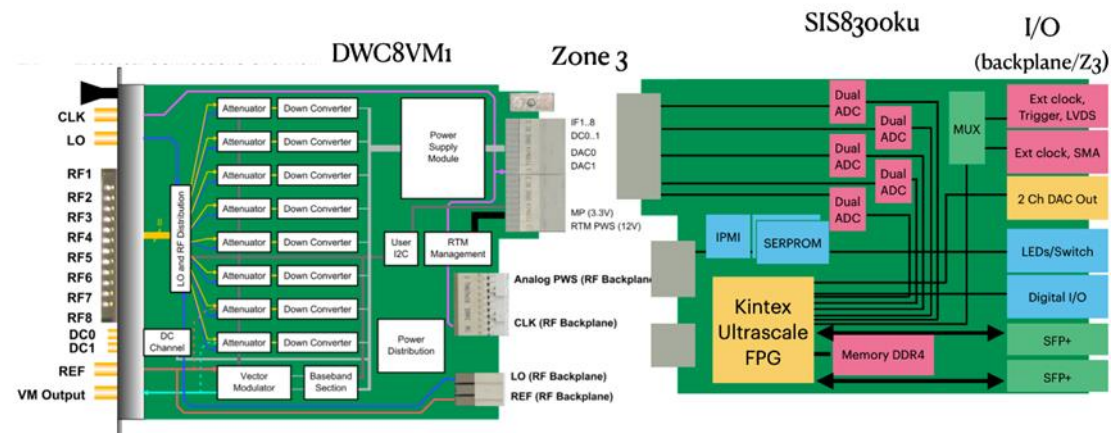 DWC8VM1
Zone 3
SIS8300ku
I/O
(backplane/Z3)
CLK
LO
RF1
RF2
RF3
RF4
RF5
RF6
RF7
RF8
DC0
DC1
REF
VM Output
LO and RF Distribution
DC
Channel
Attenuator
Down Converter
Attenuator
Down Converter
Attenuator
Down Converter
Attenuator
Down Converter
Attenuator
Down Converter
Attenuator
Down Converter
Attenuator
Down Converter
Attenuator
Down Converter
Vector
Modulator
Baseband
Section
Power
Supply
Module
User
I2C
RTM
Management
Power
Distribution
IF1..8
DC0..1
DAC0
DAC1
MP (3.3V)
RTM PWS (12V)
Analog PWS (RF Backplane
CLK (RF Backplane)
LO (RF Backplane)
REF (RF Backplane)
Dual
ADC
Dual
ADC
Dual
ADC
Dual
ADC
Dual
ADC
MUX
IPMI
SERPROM
Kintex
Ultrascale
FPG
Memory DDR4
Ext clock,
Trigger, LVDS
Ext clock, SMA
2 Ch DAC Out
LEDs/Switch
Digital I/O
SFP+
SFP+